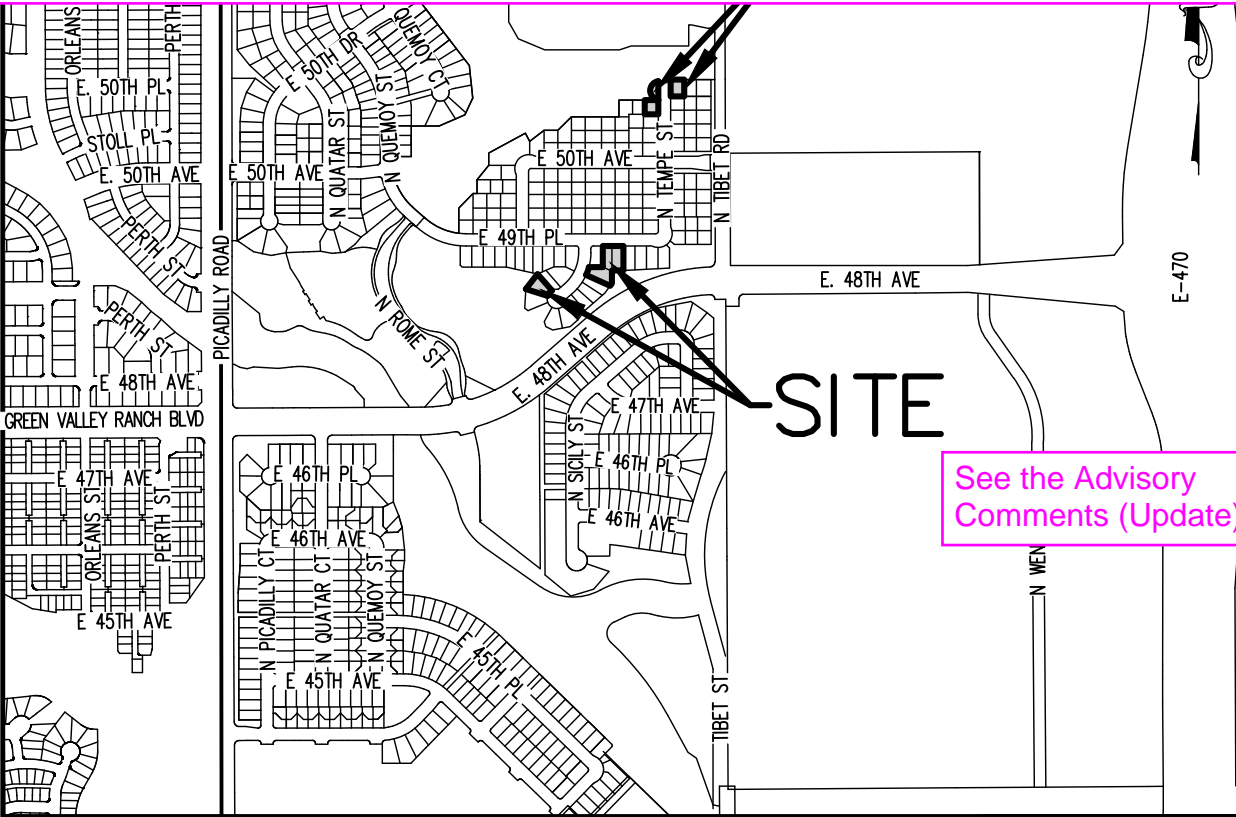 ORLEANS
PERTH
QUEMOY CT
E 50TH DR
E. 50TH PL
N QUEMOY ST
N QUATAR ST
STOLL PL
E. 50TH AVE
E 50TH AVE
E 50TH AVE
N TEMPE ST
N TIBET RD
PERTH ST
E 49TH PL
PICADILLY ROAD
N ROME ST
E. 48TH AVE
E-470
PERTH ST
E. 48TH AVE
E 48TH AVE
SITE
GREEN VALLEY RANCH BLVD
E 47TH AVE
N SICILY ST
E 46TH PL
E 46TH PL
E 47TH AVE
See the Advisory
Comments (Update)
ORLEANS ST
PERTH ST
E 46TH AVE
E 46TH AVE
N WEN
N PICADILLY CT
N QUATAR CT
N QUEMOY ST
E 45TH AVE
E 45TH PL
E 45TH AVE
TIBET ST